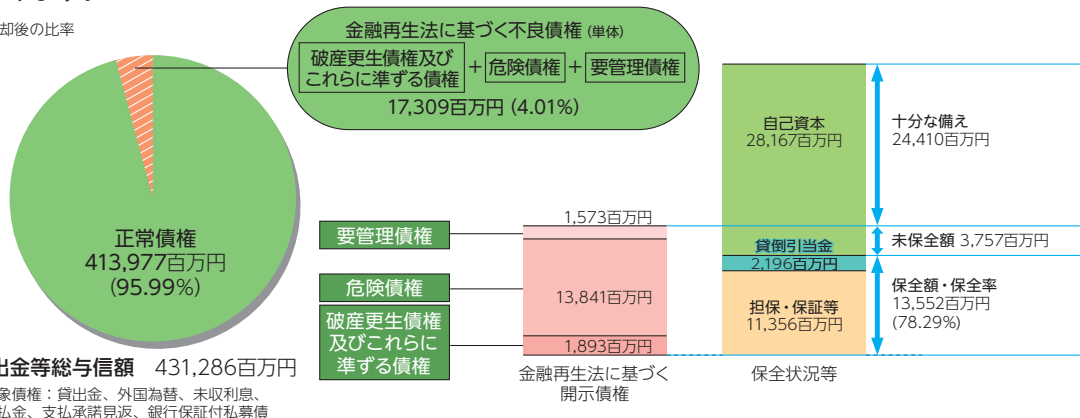 却後の比率
金融再生法に基づく不良債権 (単体)
破産更生債権及び
これらに準ずる債権
+ 危険債権 + 要管理債権
17,309百万円 (4.01%)
正常債権
413,977百万円
(95.99%)
出金等総与信額 431,286百万円
象債権：貸出金、外国為替、未収利息、
払金、支払承諾見返、銀行保証付私募債
要管理債権
危険債権
破産更生債権
及びこれらに
準ずる債権
1,573百万円
13,841百万円
1,893百万円
金融再生法に基づく
開示債権
自己資本
28,167百万円
貸倒引当金
2,196百万円
担保・保証等
11,356百万円
保全状況等
十分な備え
24,410百万円
未保全額 3,757百万円
保全額・保全率
13,552百万円
(78.29%)